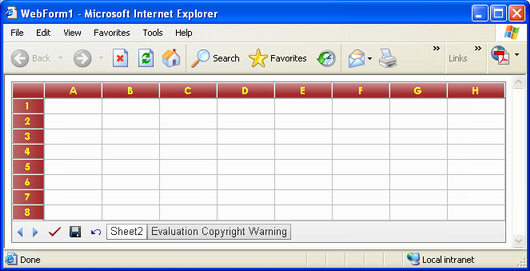 WebForm1 - Microsoft Internet Explorer
File Edit View Favorites Tools Help
Back Search Favorites » Links »
A B C D E F G H
1
2
3
4
5
6
7
8
Sheet2 Evaluation Copyright Warning
Done Local intranet